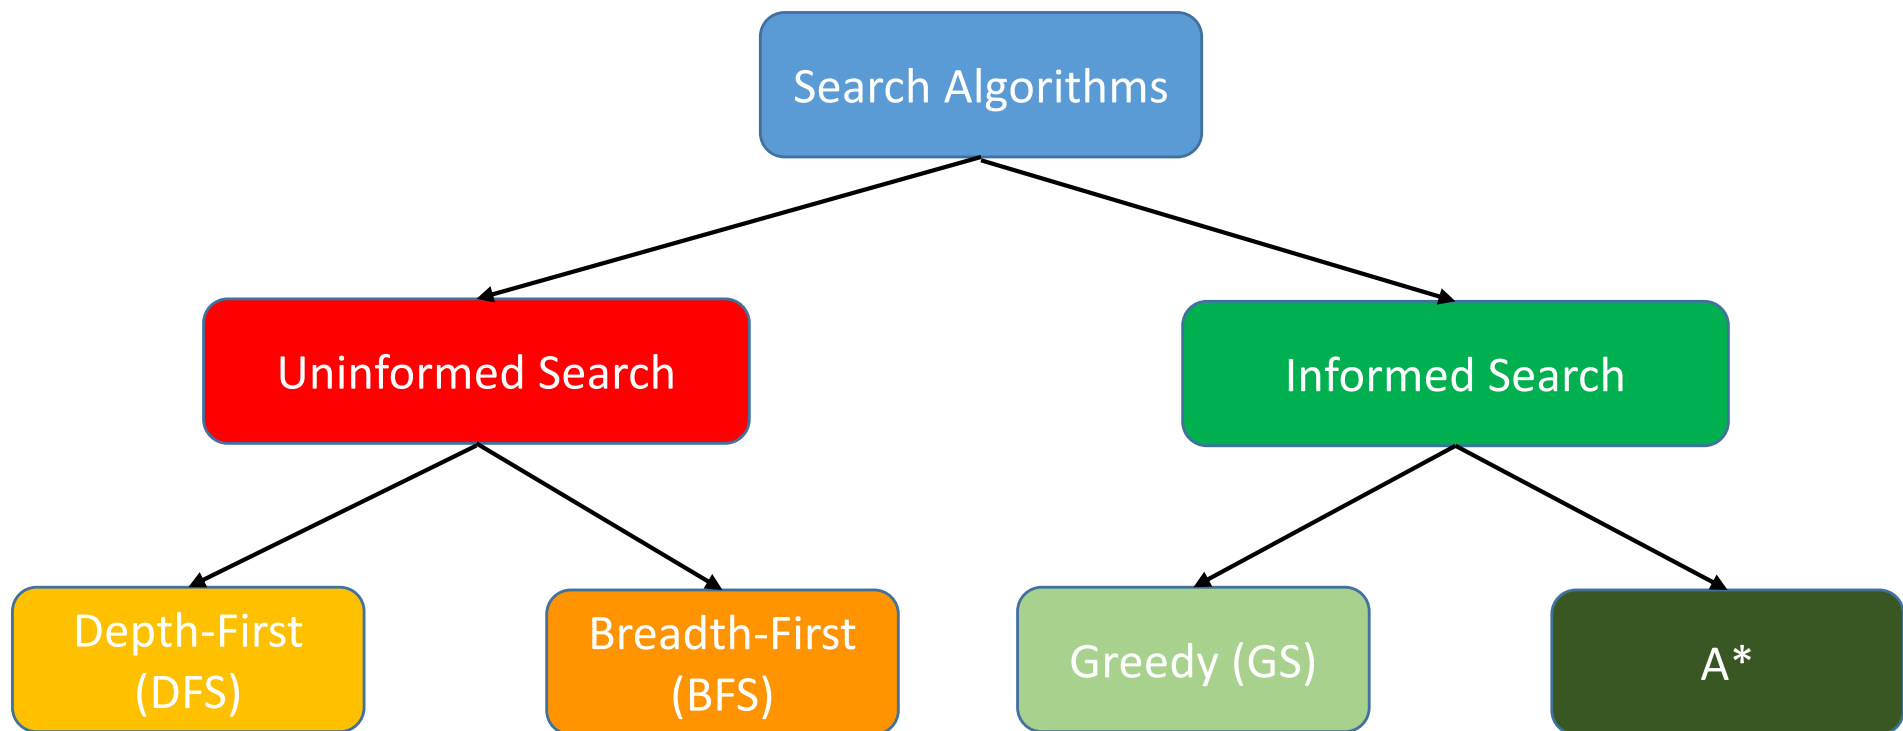 Search Algorithms
Uninformed Search
Informed Search
Depth-First
(DFS)
Breadth-First
(BFS)
Greedy (GS)
A*